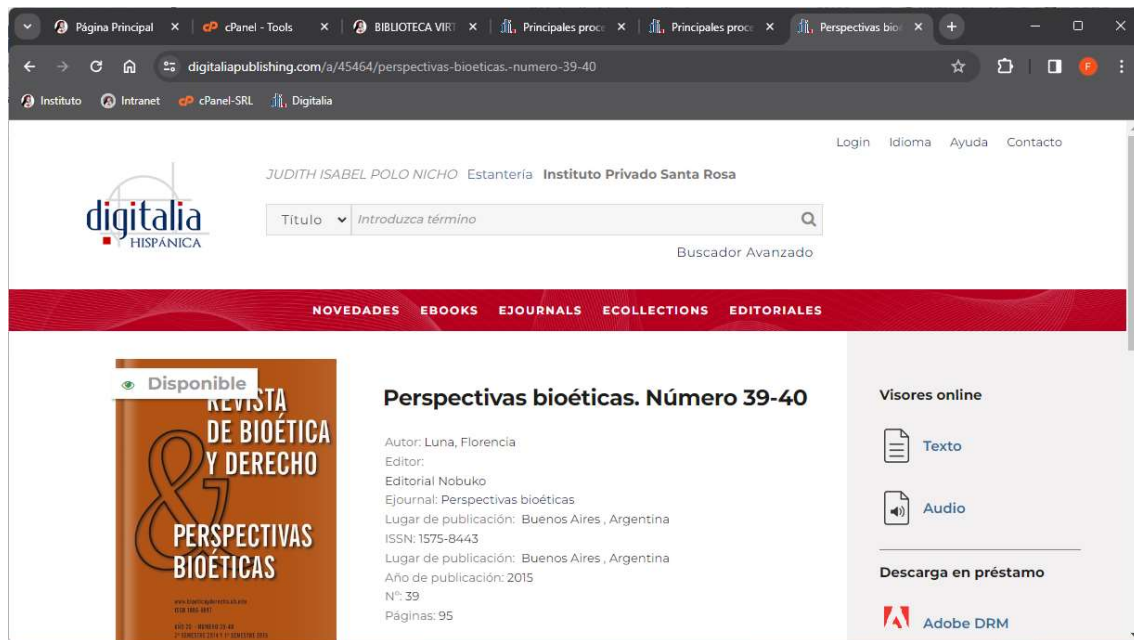 Página Principal
cPanel - Tools
BIBLIOTECA VIRT
Principales proce
Principales proce
Perspectivas bio
digitaliapublishing.com/a/45464/perspectivas-bioeticas.-numero-39-40
F
Instituto
Intranet
cPanel-SRL
Digitalia
Login Idioma Ayuda Contacto
digitalia
HISPÁNICA
JUDITH ISABEL POLO NICHO Estantería Instituto Privado Santa Rosa
Título Introduzca término
Buscador Avanzado
NOVEDADES EBOOKS EJOURNALS ECOLLECTIONS EDITORIALES
Disponible
REVISTA
DE BIOÉTICA
Y DERECHO
&
PERSPECTIVAS
BIOÉTICAS
Perspectivas bioéticas. Número 39-40
Autor: Luna, Florencia
Editor:
Editorial Nobuko
Ejournal: Perspectivas bioéticas
Lugar de publicación: Buenos Aires , Argentina
ISSN: 1575-8443
Lugar de publicación: Buenos Aires , Argentina
Año de publicación: 2015
Nº: 39
Páginas: 95
Visores online
Texto
Audio
Descarga en préstamo
Adobe DRM